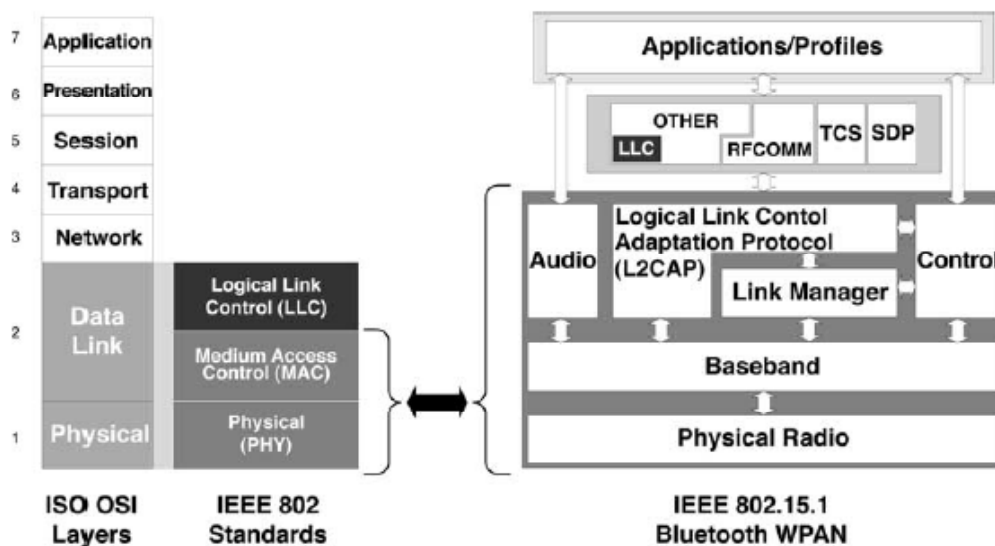 7 Application
6 Presentation
5 Session
4 Transport
3 Network
2 Data
Link
1 Physical
ISO OSI
Layers
Logical Link
Control (LLC)
Medium Access
Control (MAC)
Physical
(PHY)
IEEE 802
Standards
Applications/Profiles
OTHER
LLC
RFCOMM
TCS
SDP
Audio
Logical Link Contol
Adaptation Protocol
(L2CAP)
Link Manager
Control
Baseband
Physical Radio
IEEE 802.15.1
Bluetooth WPAN